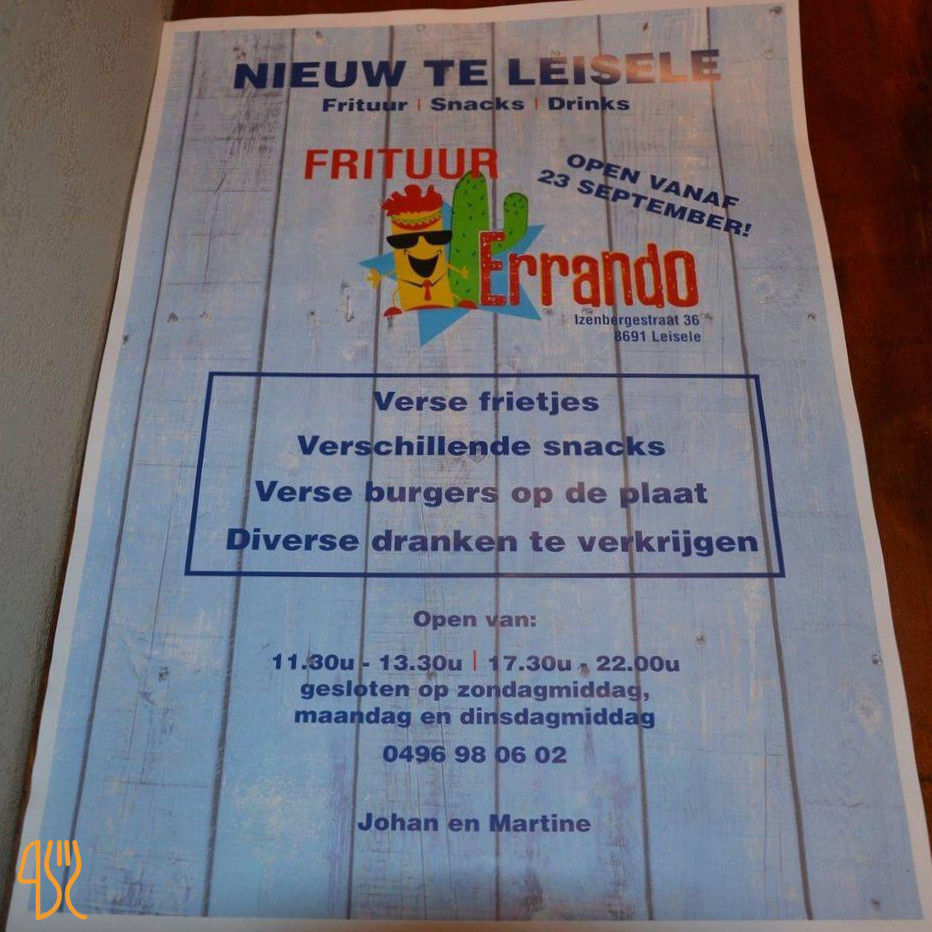 NIEUW TE LEISELE
Frituur | Snacks | Drinks
FRITUUR
OPEN VANAF
23 SEPTEMBER!
Errando
Izenbergestraat 36
8691 Leisele
Verse frietjes
Verschillende snacks
Verse burgers op de plaat
Diverse dranken te verkrijgen
Open van:
11.30u - 13.30u | 17.30u - 22.00u
gesloten op zondagmiddag,
maandag en dinsdagmiddag
0496 98 06 02
Johan en Martine